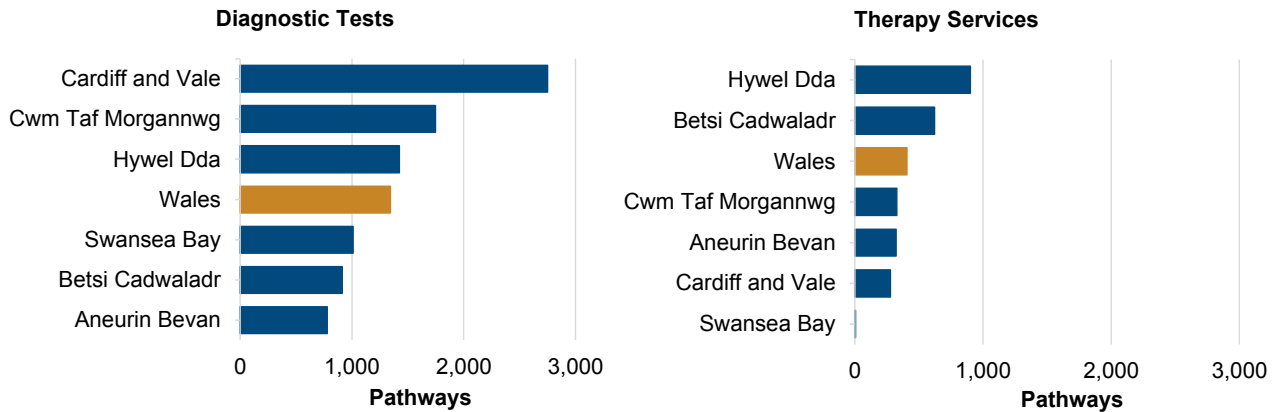 Diagnostic Tests
Cardiff and Vale
Cwm Taf Morgannwg
Hywel Dda
Wales
Swansea Bay
Betsi Cadwaladr
Aneurin Bevan
0 1,000 2,000 3,000
Pathways
Therapy Services
Hywel Dda
Betsi Cadwaladr
Wales
Cwm Taf Morgannwg
Aneurin Bevan
Cardiff and Vale
Swansea Bay
0 1,000 2,000 3,000
Pathways